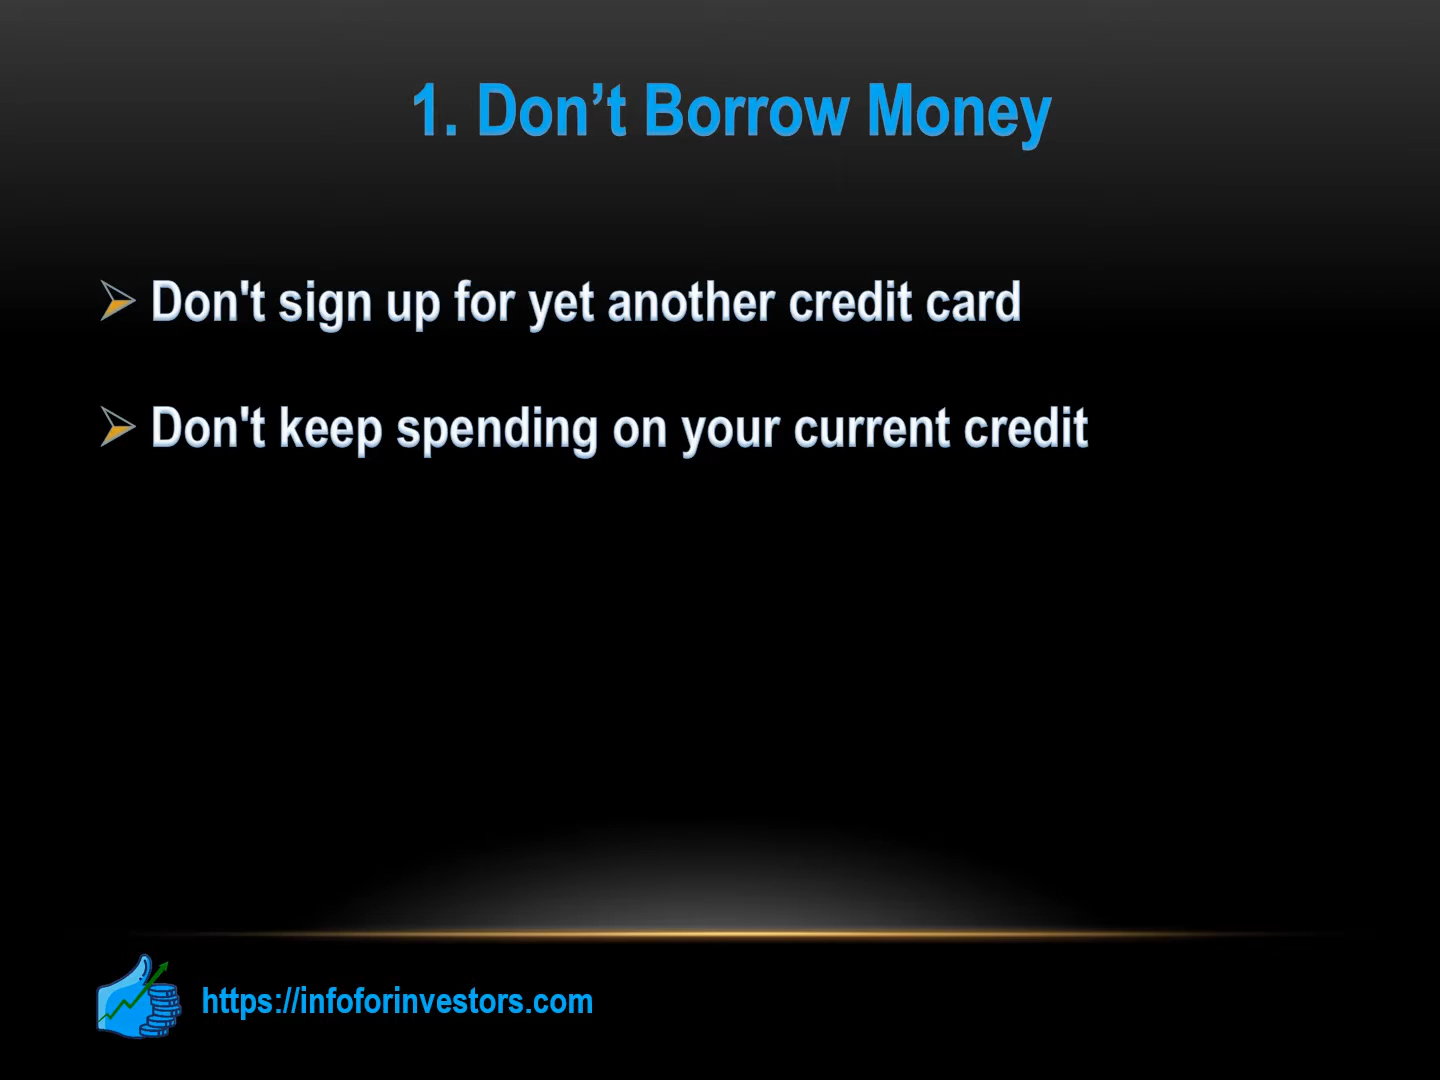 1. Don’t Borrow Money
Don't sign up for yet another credit card
Don't keep spending on your current credit
https://infoforinvestors.com